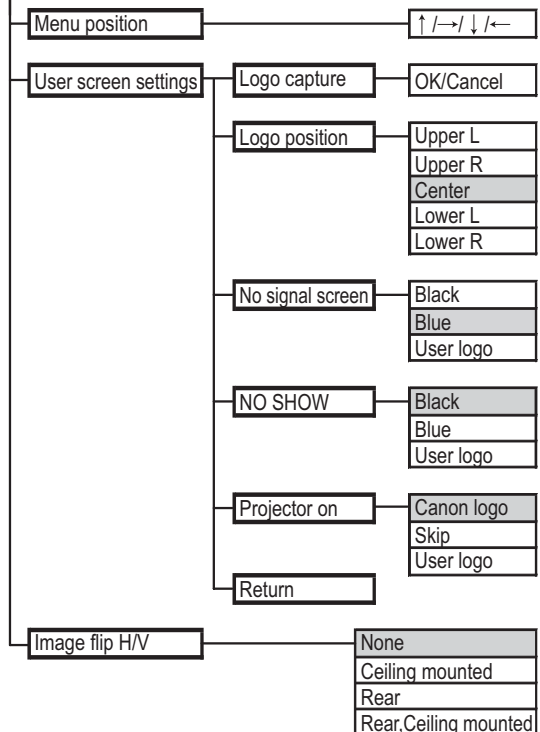 Menu position
↑ /→/ ↓ /←
User screen settings
Logo capture
OK/Cancel
Logo position
Upper L
Upper R
Center
Lower L
Lower R
No signal screen
Black
Blue
User logo
NO SHOW
Black
Blue
User logo
Projector on
Canon logo
Skip
User logo
Return
Image flip H/V
None
Ceiling mounted
Rear
Rear,Ceiling mounted